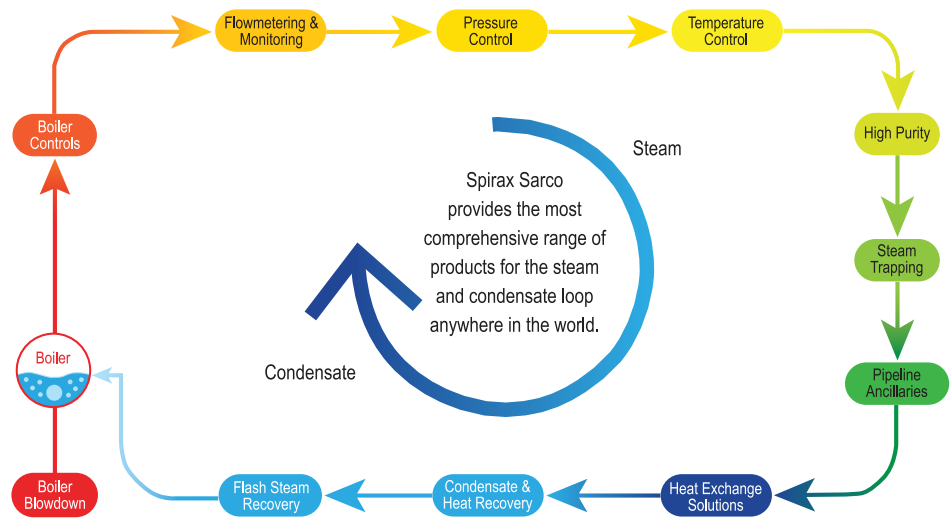 Flowmetering &
Monitoring
Pressure
Control
Temperature
Control
Boiler
Controls
High Purity
Steam
Spirax Sarco
provides the most
comprehensive range of
products for the steam
and condensate loop
anywhere in the world.
Steam
Trapping
Condensate
Boiler
Pipeline
Ancillaries
Boiler
Blowdown
Flash Steam
Recovery
Condensate &
Heat Recovery
Heat Exchange
Solutions